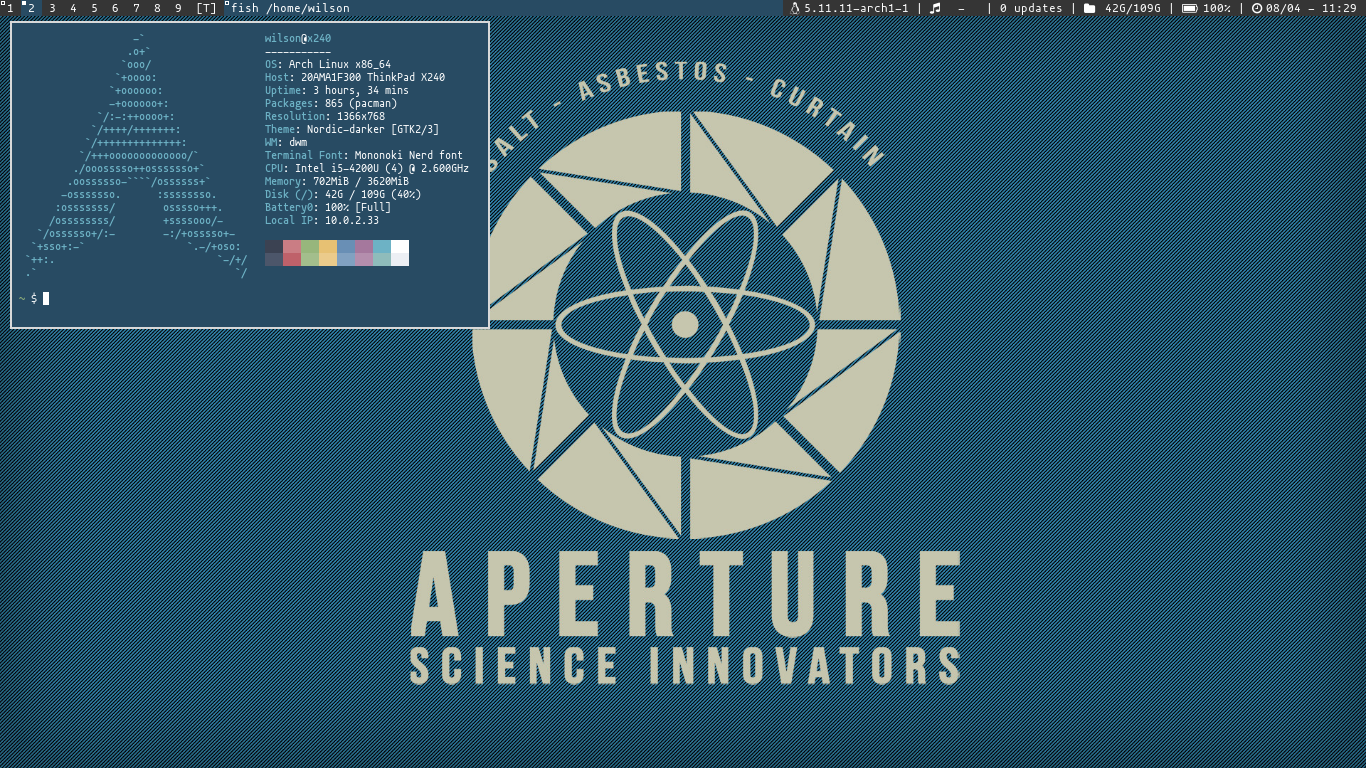 1 2 3 4 5 6 7 8 9 [T] fish /home/wilson 5.11.11-arch1-1 | - | 0 updates | 42G/109G | 100% | 08/04 - 11:29
wilson@x240
-----------
OS: Arch Linux x86_64
Host: 20AMA1F300 ThinkPad X240
Uptime: 3 hours, 34 mins
Packages: 865 (pacman)
Resolution: 1366x768
Theme: Nordic-darker [GTK2/3]
WM: dwm
Terminal Font: Mononoki Nerd font
CPU: Intel i5-4200U (4) @ 2.600GHz
Memory: 702MiB / 3620MiB
Disk (/): 42G / 109G (40%)
Battery0: 100% [Full]
Local IP: 10.0.2.33
~ $
ALT - ASBESTOS - CURTAIN
APERTURE
SCIENCE INNOVATORS